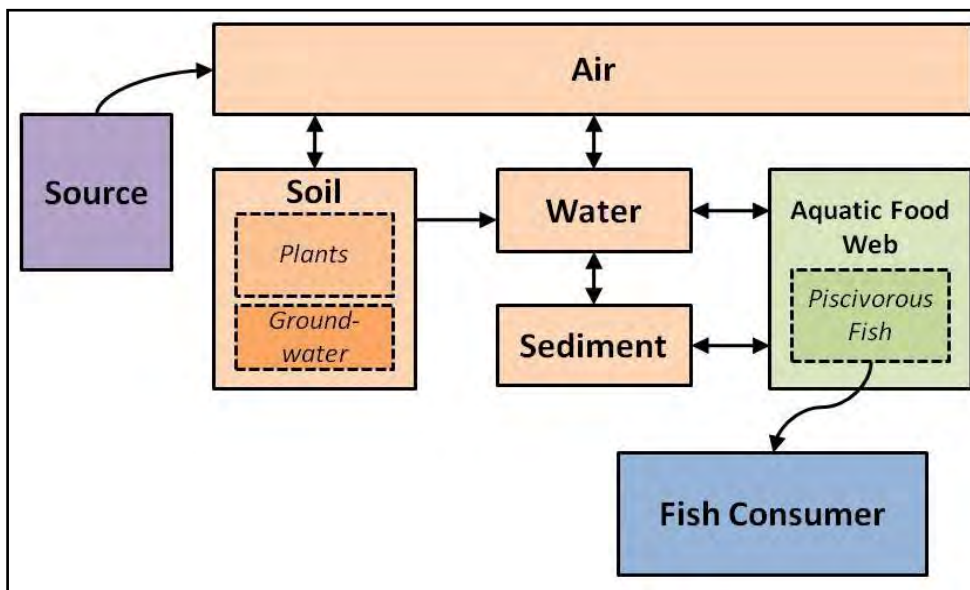 Air
Source
Soil
Plants
Ground-
water
Water
Sediment
Aquatic Food
Web
Piscivorous
Fish
Fish Consumer